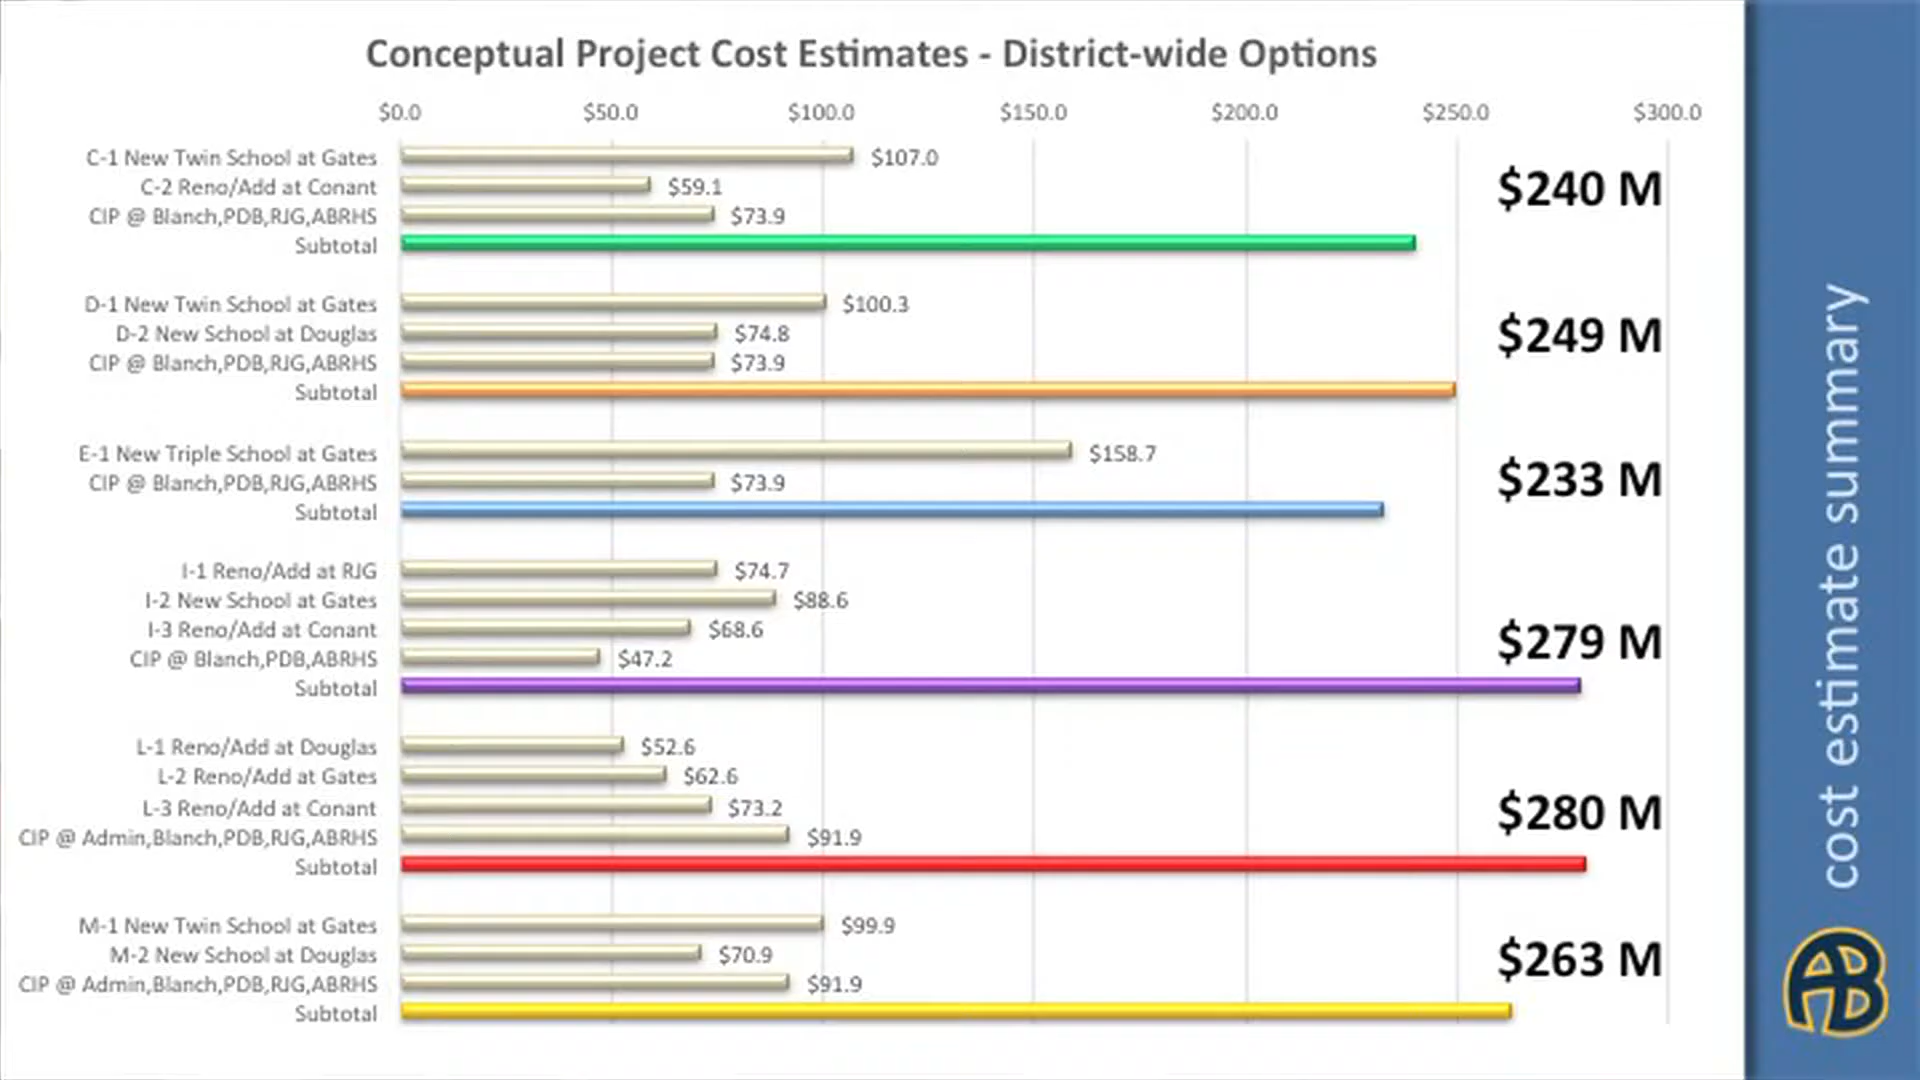 Conceptual Project Cost Estimates - District-wide Options
$0.0 $50.0 $100.0 $150.0 $200.0 $250.0 $300.0
C-1 New Twin School at Gates $107.0
C-2 Reno/Add at Conant $59.1
CIP @ Blanch,PDB,RJG,ABRHS $73.9
Subtotal
$240 M
D-1 New Twin School at Gates $100.3
D-2 New School at Douglas $74.8
CIP @ Blanch,PDB,RJG,ABRHS $73.9
Subtotal
$249 M
E-1 New Triple School at Gates $158.7
CIP @ Blanch,PDB,RJG,ABRHS $73.9
Subtotal
$233 M
I-1 Reno/Add at RJG $74.7
I-2 New School at Gates $88.6
I-3 Reno/Add at Conant $68.6
CIP @ Blanch,PDB,ABRHS $47.2
Subtotal
$279 M
L-1 Reno/Add at Douglas $52.6
L-2 Reno/Add at Gates $62.6
L-3 Reno/Add at Conant $73.2
CIP @ Admin,Blanch,PDB,RJG,ABRHS $91.9
Subtotal
$280 M
M-1 New Twin School at Gates $99.9
M-2 New School at Douglas $70.9
CIP @ Admin,Blanch,PDB,RJG,ABRHS $91.9
Subtotal
$263 M
cost estimate summary
AB